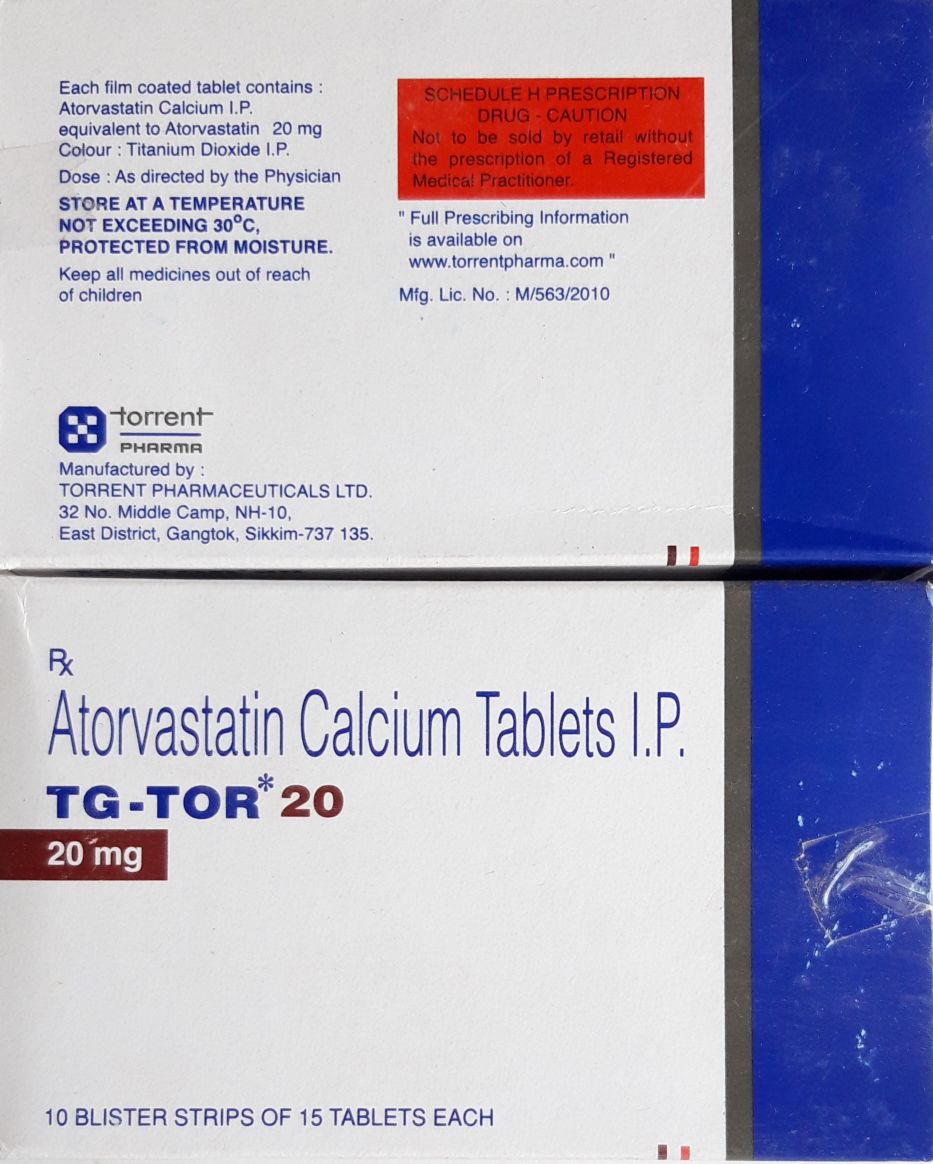 Each film coated tablet contains :
Atorvastatin Calcium I.P.
equivalent to Atorvastatin 20 mg
Colour : Titanium Dioxide I.P.
Dose : As directed by the Physician
STORE AT A TEMPERATURE
NOT EXCEEDING 30°C,
PROTECTED FROM MOISTURE.
Keep all medicines out of reach
of children
SCHEDULE H PRESCRIPTION
DRUG - CAUTION
Not to be sold by retail without
the prescription of a Registered
Medical Practitioner.
" Full Prescribing Information
is available on
www.torrentpharma.com "
Mfg. Lic. No. : M/563/2010
torrent
PHARMA
Manufactured by :
TORRENT PHARMACEUTICALS LTD.
32 No. Middle Camp, NH-10,
East District, Gangtok, Sikkim-737 135.
Rx
Atorvastatin Calcium Tablets I.P.
TG-TOR* 20
20 mg
10 BLISTER STRIPS OF 15 TABLETS EACH